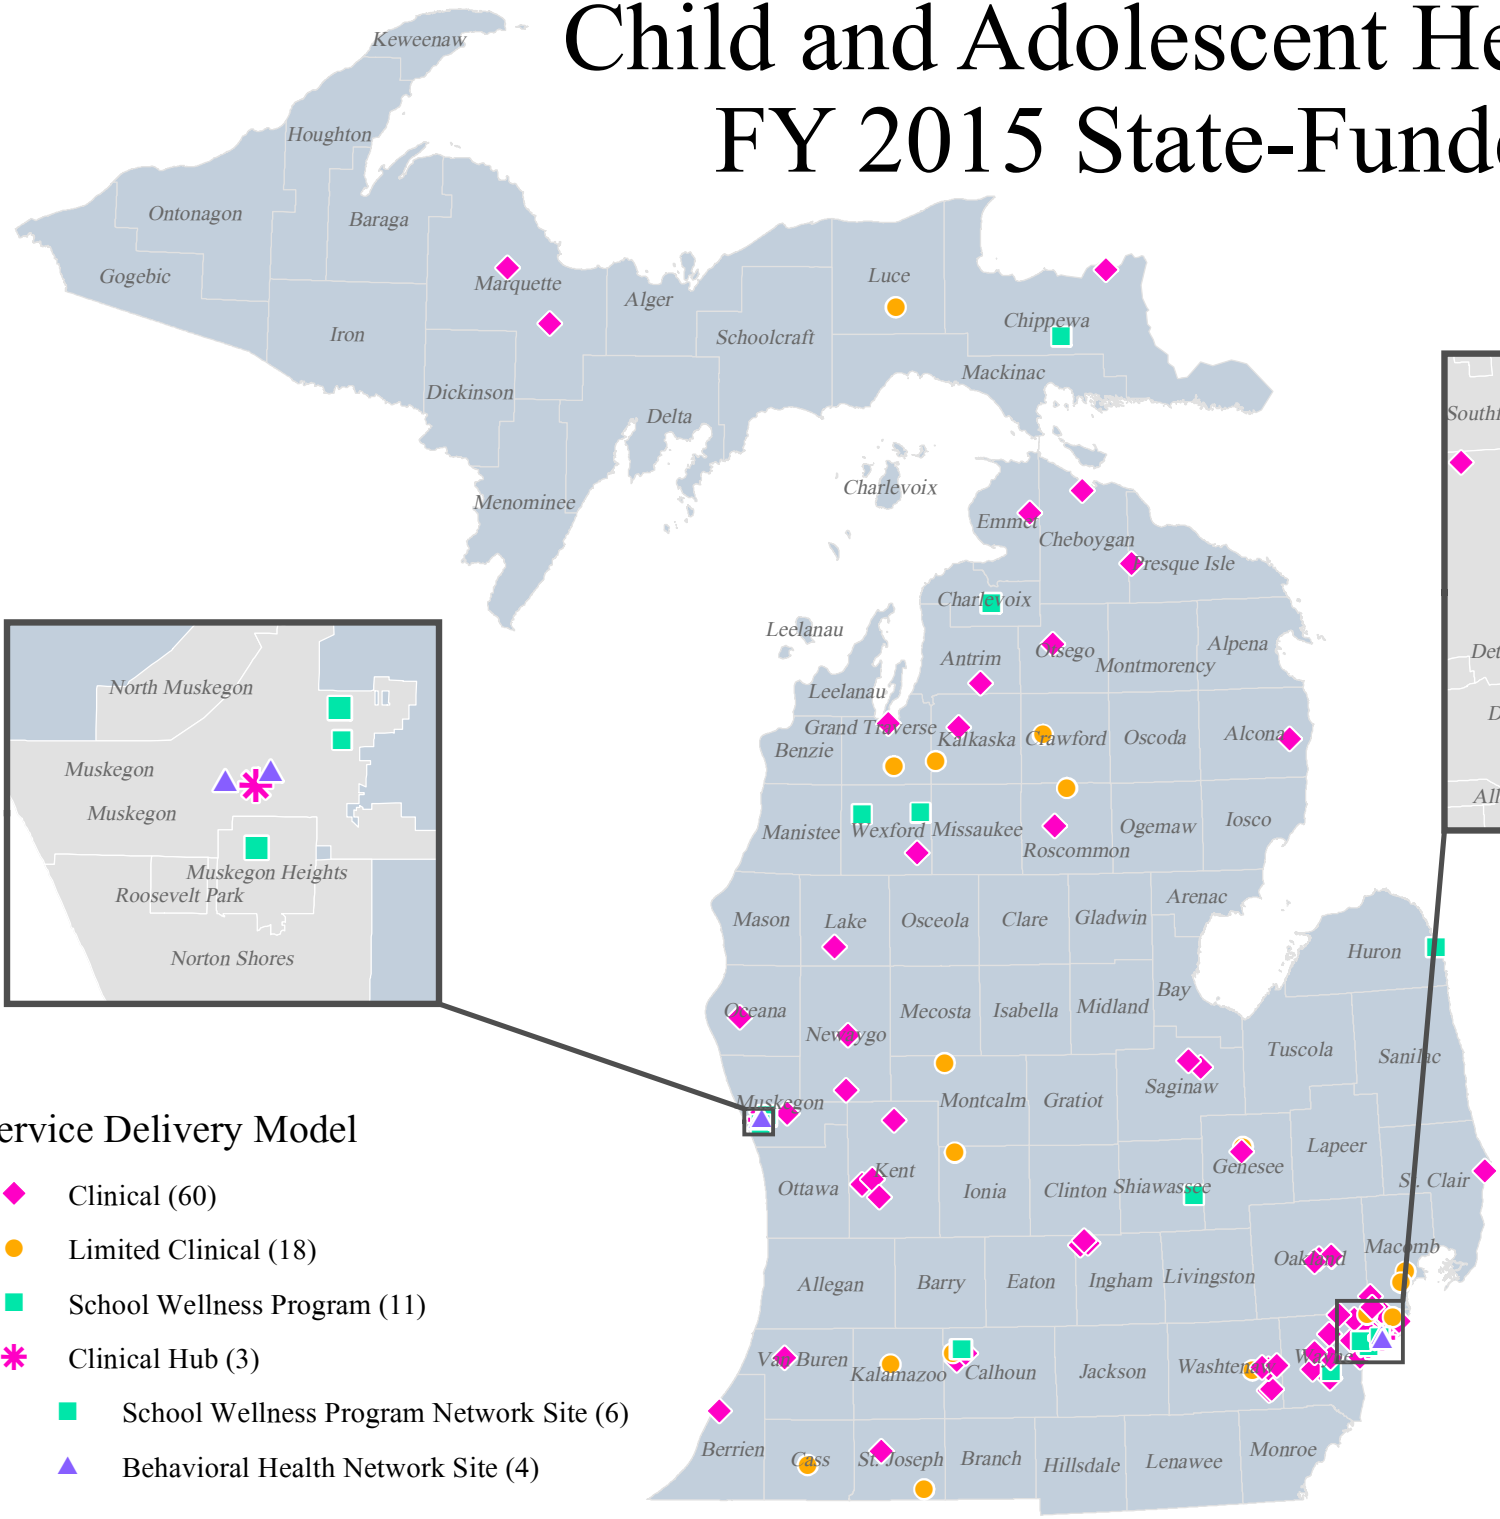 Child and Adolescent He
FY 2015 State-Fund
Keweenaw
Houghton
Ontonagon
Baraga
Gogebic
Marquette
Alger
Luce
Iron
Schoolcraft
Chippewa
Mackinac
Dickinson
Delta
Menominee
Charlevoix
Emmet
Cheboygan
Presque Isle
Charlevoix
Leelanau
Antrim
Otsego
Montmorency
Alpena
Leelanau
Grand Traverse
Benzie
Kalkaska
Crawford
Oscoda
Alcona
Manistee
Wexford
Missaukee
Roscommon
Ogemaw
Iosco
Mason
Lake
Osceola
Clare
Gladwin
Arenac
Huron
Oceana
Newaygo
Mecosta
Isabella
Midland
Bay
Tuscola
Sanilac
Muskegon
Montcalm
Gratiot
Saginaw
Ottawa
Kent
Ionia
Clinton
Shiawassee
Genesee
Lapeer
St. Clair
Allegan
Barry
Eaton
Ingham
Livingston
Oakland
Macomb
Van Buren
Kalamazoo
Calhoun
Jackson
Washtenaw
Wayne
Berrien
Cass
St. Joseph
Branch
Hillsdale
Lenawee
Monroe
North Muskegon
Muskegon
Muskegon
Muskegon Heights
Roosevelt Park
Norton Shores
Southf
Det
D
All
ervice Delivery Model
Clinical (60)
Limited Clinical (18)
School Wellness Program (11)
Clinical Hub (3)
School Wellness Program Network Site (6)
Behavioral Health Network Site (4)